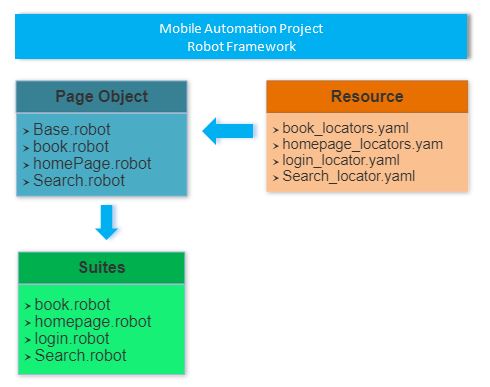 Mobile Automation Project
Robot Framework
Page Object
Base.robot
book.robot
homePage.robot
Search.robot
Resource
book_locators.yaml
homepage_locators.yam
login_locator.yaml
Search_locator.yaml
Suites
book.robot
homepage.robot
login.robot
Search.robot